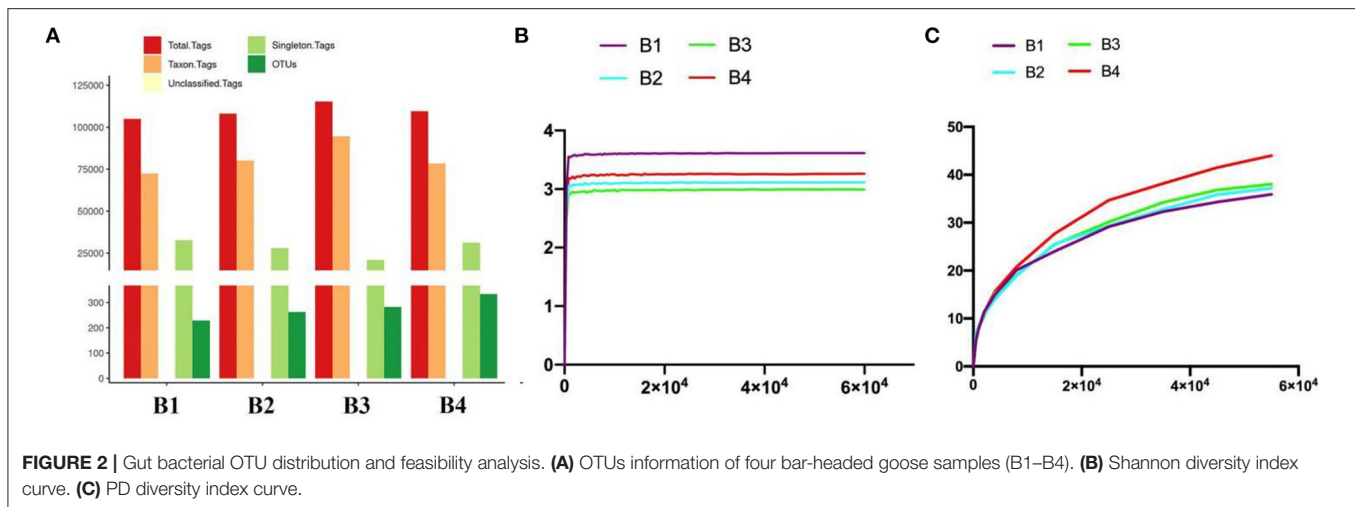 A
Total.Tags
Taxon.Tags
Unclassified.Tags
Singleton.Tags
OTUs
125000
100000
75000
50000
25000
300
200
100
0
B1 B2 B3 B4
B
B1
B2
B3
B4
4
3
2
1
0
0 2×10⁴ 4×10⁴ 6×10⁴
C
B1
B2
B3
B4
50
40
30
20
10
0
0 2×10⁴ 4×10⁴ 6×10⁴
FIGURE 2 | Gut bacterial OTU distribution and feasibility analysis. (A) OTUs information of four bar-headed goose samples (B1–B4). (B) Shannon diversity index
curve. (C) PD diversity index curve.